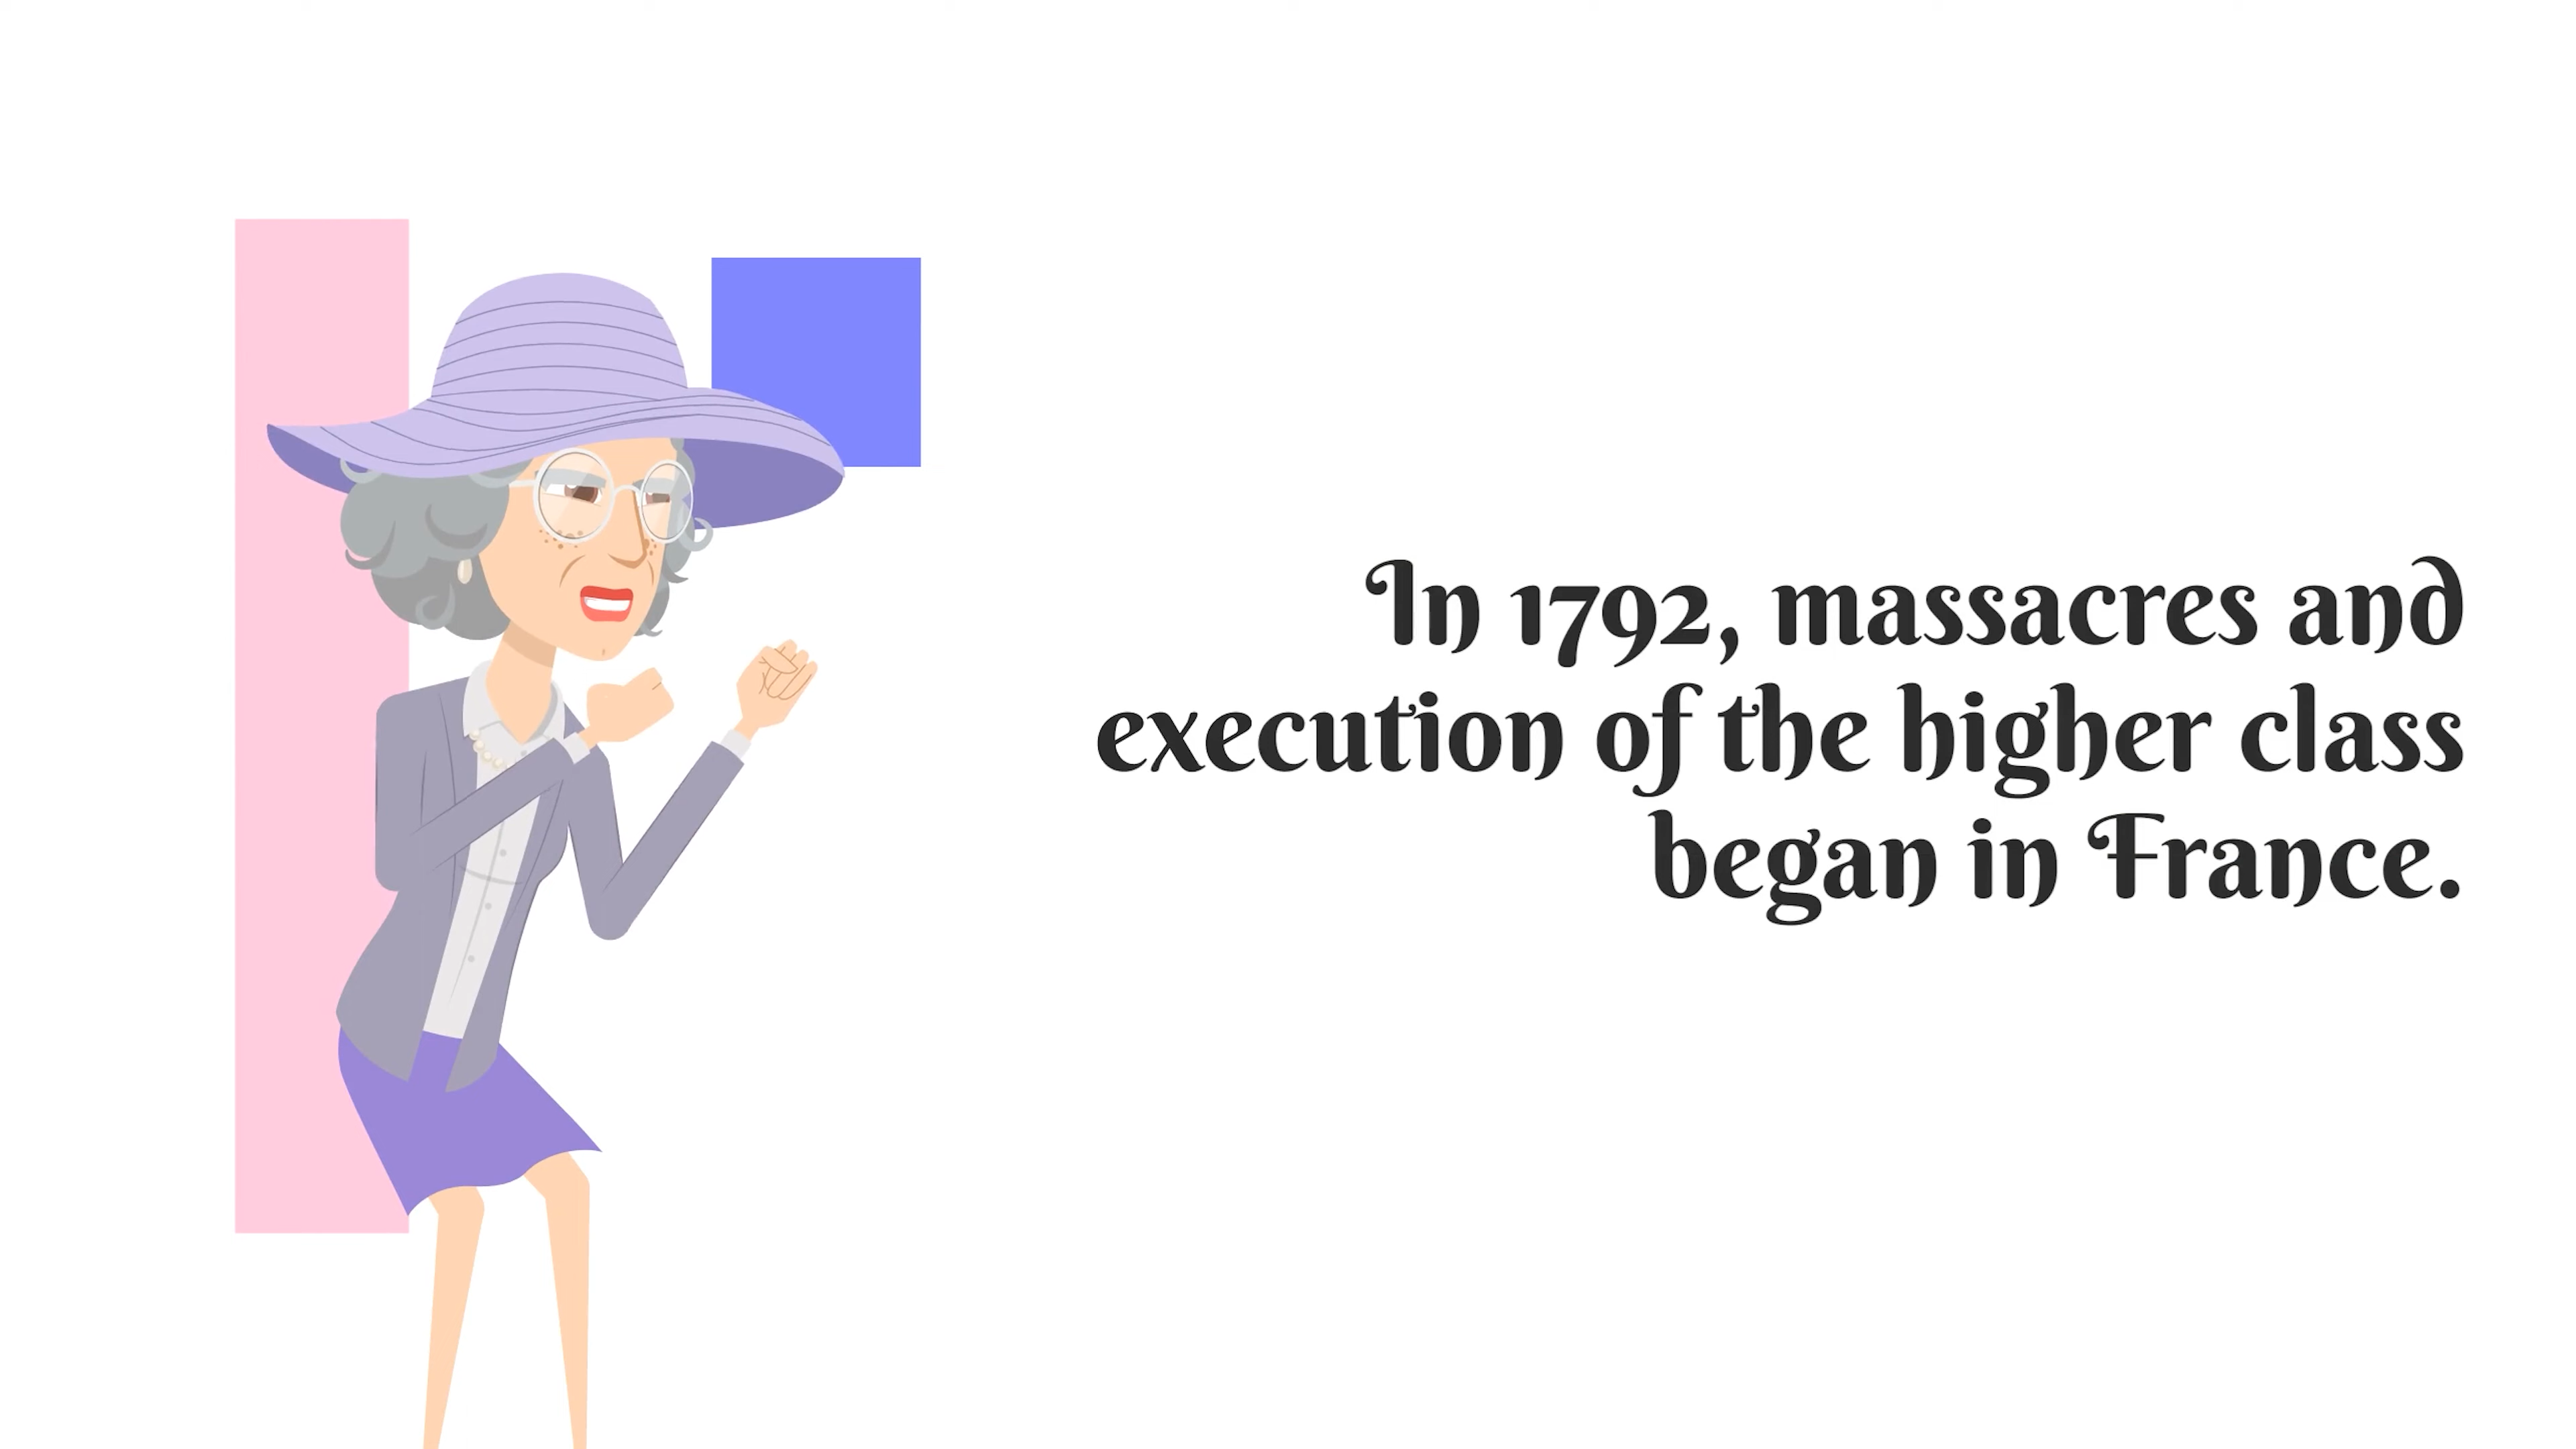 In 1792, massacres and
execution of the higher class
began in France.